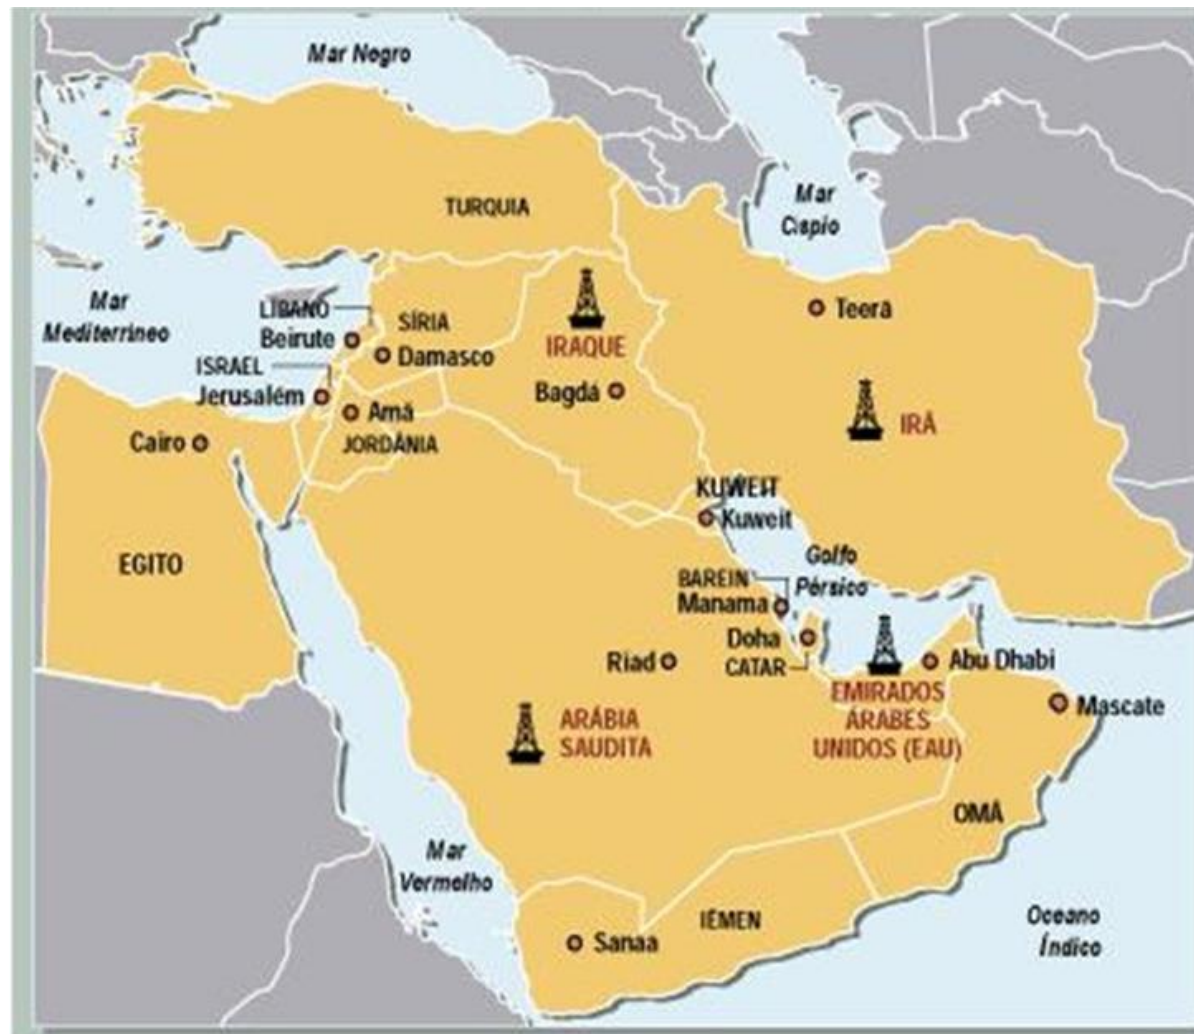 Mar Negro
TURQUIA
Mar
Cispio
Mar
Mediterríneo
LÍBANO
Beirute
SÍRIA
Damasco
ISRAEL
Jerusalém
IRAQUE
Bagdá
Teerã
IRÃ
Cairo
Amã
JORDÂNIA
EGITO
KUWEIT
Kuweit
Golfo
Pérsico
BAREIN
Manama
Doha
CATAR
Riad
Abu Dhabi
EMIRADOS
ÁRABES
UNIDOS (EAU)
Mascate
ARÁBIA
SAUDITA
OMÃ
Mar
Vermelho
IÊMEN
Sanaa
Oceano
Índico